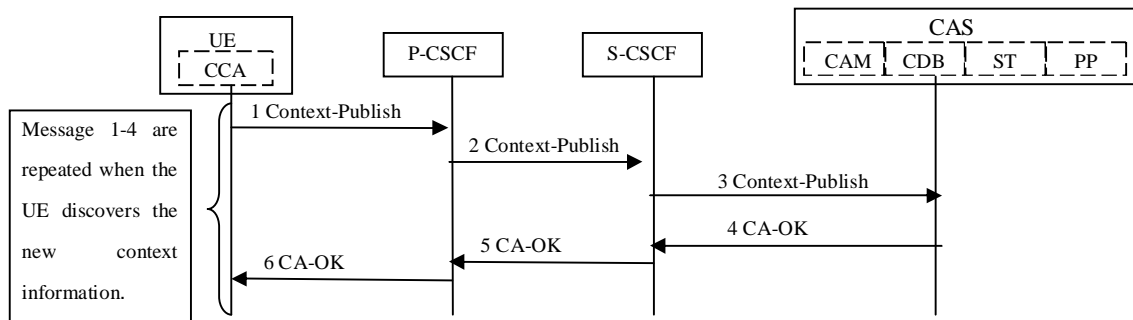 UE
CCA
P-CSCF
S-CSCF
CAS
CAM CDB ST PP
1 Context-Publish
2 Context-Publish
3 Context-Publish
4 CA-OK
5 CA-OK
6 CA-OK
Message 1-4 are
repeated when the
UE discovers the
new context
information.